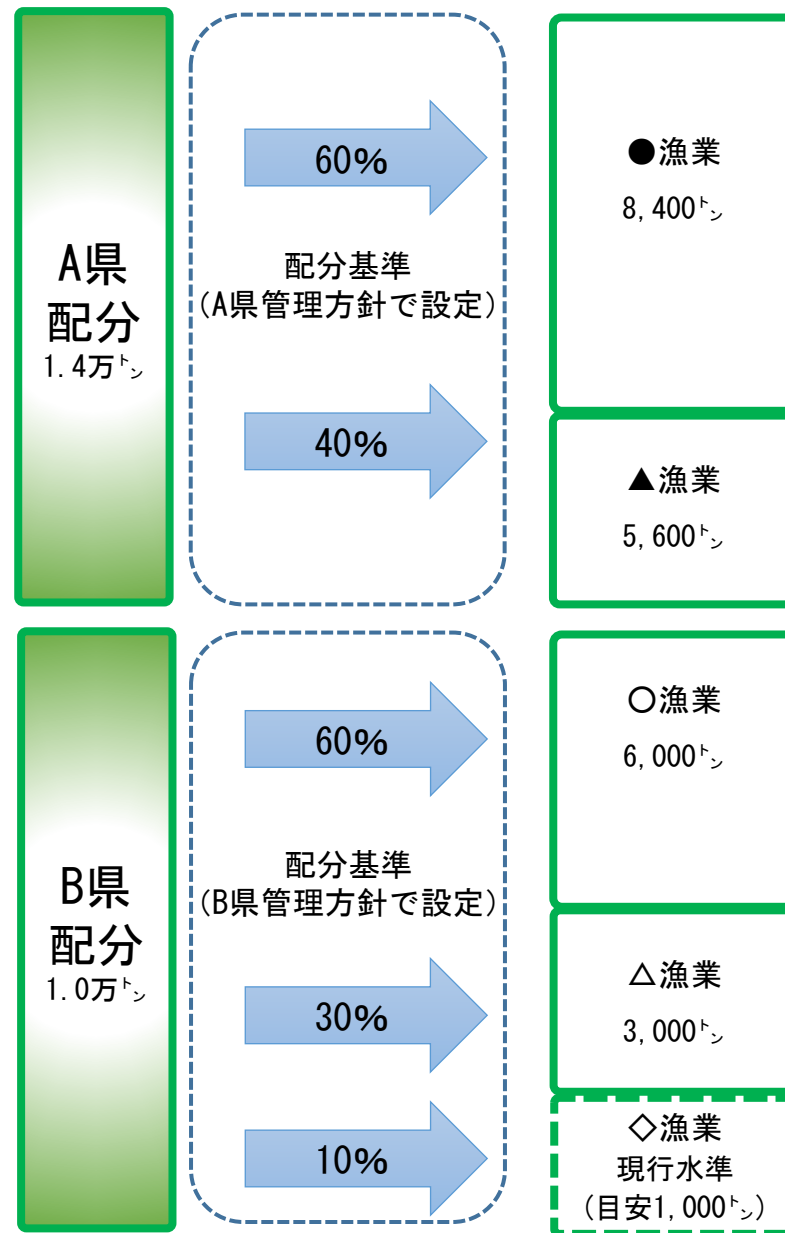 A県
配分
1.4万㌧
60%
配分基準
(A県管理方針で設定)
40%
●漁業
8,400㌧
▲漁業
5,600㌧
B県
配分
1.0万㌧
60%
配分基準
(B県管理方針で設定)
30%
10%
○漁業
6,000㌧
△漁業
3,000㌧
◇漁業
現行水準
(目安1,000㌧)